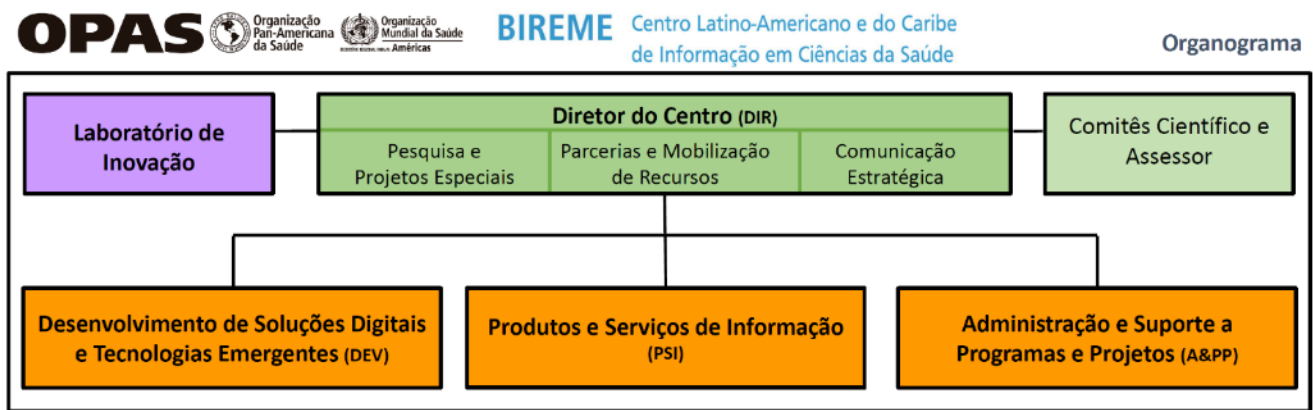 OPAS
Organização
Pan-Americana
da Saúde
Organização
Mundial da Saúde
Américas
BIREME
Centro Latino-Americano e do Caribe
de Informação em Ciências da Saúde
Organograma
Laboratório de
Inovação
Diretor do Centro (DIR)
Pesquisa e
Projetos Especiais
Parcerias e Mobilização
de Recursos
Comunicação
Estratégica
Comitês Científico e
Assessor
Desenvolvimento de Soluções Digitais
e Tecnologias Emergentes (DEV)
Produtos e Serviços de Informação
(PSI)
Administração e Suporte a
Programas e Projetos (A&PP)